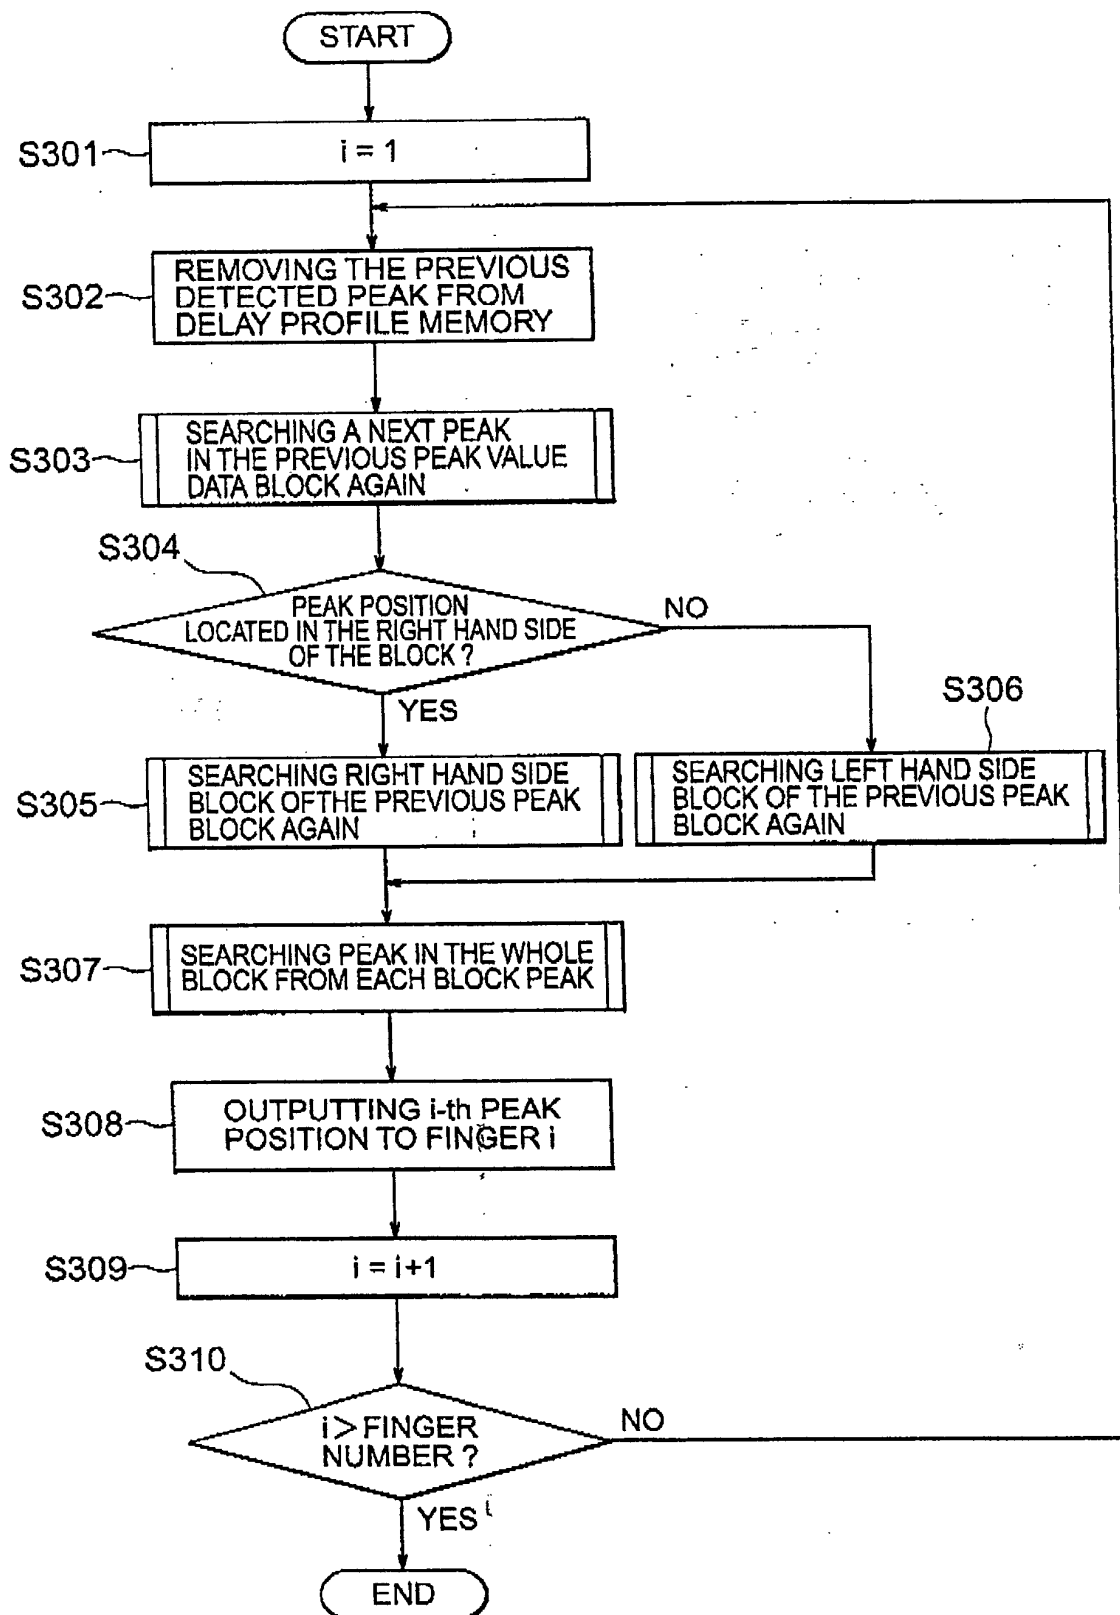 START
S301
i = 1
S302
REMOVING THE PREVIOUS
DETECTED PEAK FROM
DELAY PROFILE MEMORY
S303
SEARCHING A NEXT PEAK
IN THE PREVIOUS PEAK VALUE
DATA BLOCK AGAIN
S304
PEAK POSITION
LOCATED IN THE RIGHT HAND SIDE
OF THE BLOCK ?
NO
YES
S306
S305
SEARCHING RIGHT HAND SIDE
BLOCK OF THE PREVIOUS PEAK
BLOCK AGAIN
SEARCHING LEFT HAND SIDE
BLOCK OF THE PREVIOUS PEAK
BLOCK AGAIN
S307
SEARCHING PEAK IN THE WHOLE
BLOCK FROM EACH BLOCK PEAK
S308
OUTPUTTING i-th PEAK
POSITION TO FINGER i
S309
i = i+1
S310
i > FINGER
NUMBER ?
NO
YES
END